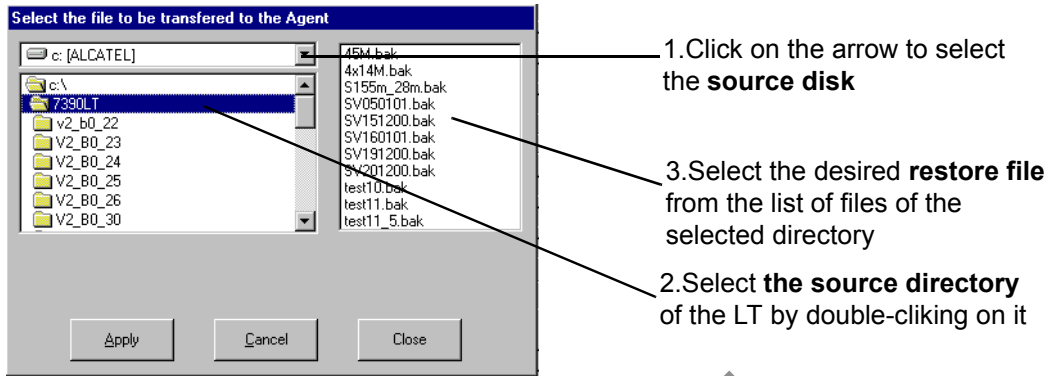 Select the file to be transfered to the Agent
c: [ALCATEL]
c:\
7390LT
v2_b0_22
V2_B0_23
V2_B0_24
V2_B0_25
V2_B0_26
V2_B0_30
45M.bak
4x14M.bak
S155m_28m.bak
SV050101.bak
SV151200.bak
SV160101.bak
SV191200.bak
SV201200.bak
test10.bak
test11.bak
test11_5.bak
Apply
Cancel
Close
1.Click on the arrow to select
the source disk
3.Select the desired restore file
from the list of files of the
selected directory
2.Select the source directory
of the LT by double-cliking on it